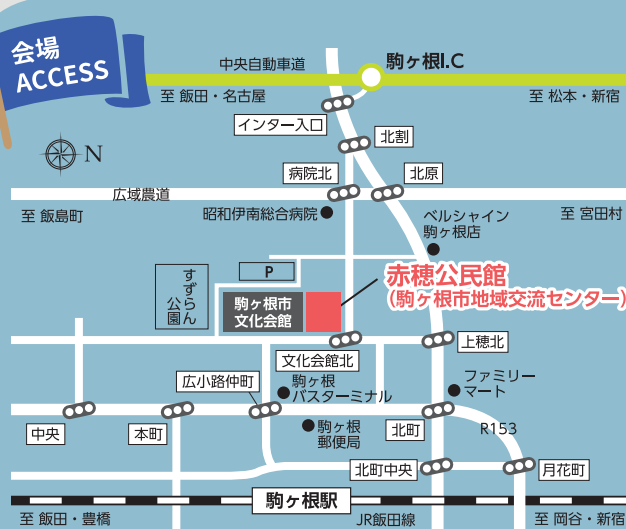 会場
ACCESS
中央自動車道
駒ヶ根I.C
至 飯田・名古屋
至 松本・新宿
インター入口
北割
N
病院北
北原
広域農道
至 飯島町
昭和伊南総合病院
ベルシャイン
駒ヶ根店
至 宮田村
P
すずらん
公園
駒ヶ根市
文化会館
赤穂公民館
(駒ヶ根市地域交流センター)
上穂北
文化会館北
広小路仲町
駒ヶ根
バスターミナル
ファミリー
マート
中央
本町
駒ヶ根
郵便局
北町
R153
北町中央
月花町
駒ヶ根駅
至 飯田・豊橋
JR飯田線
至 岡谷・新宿